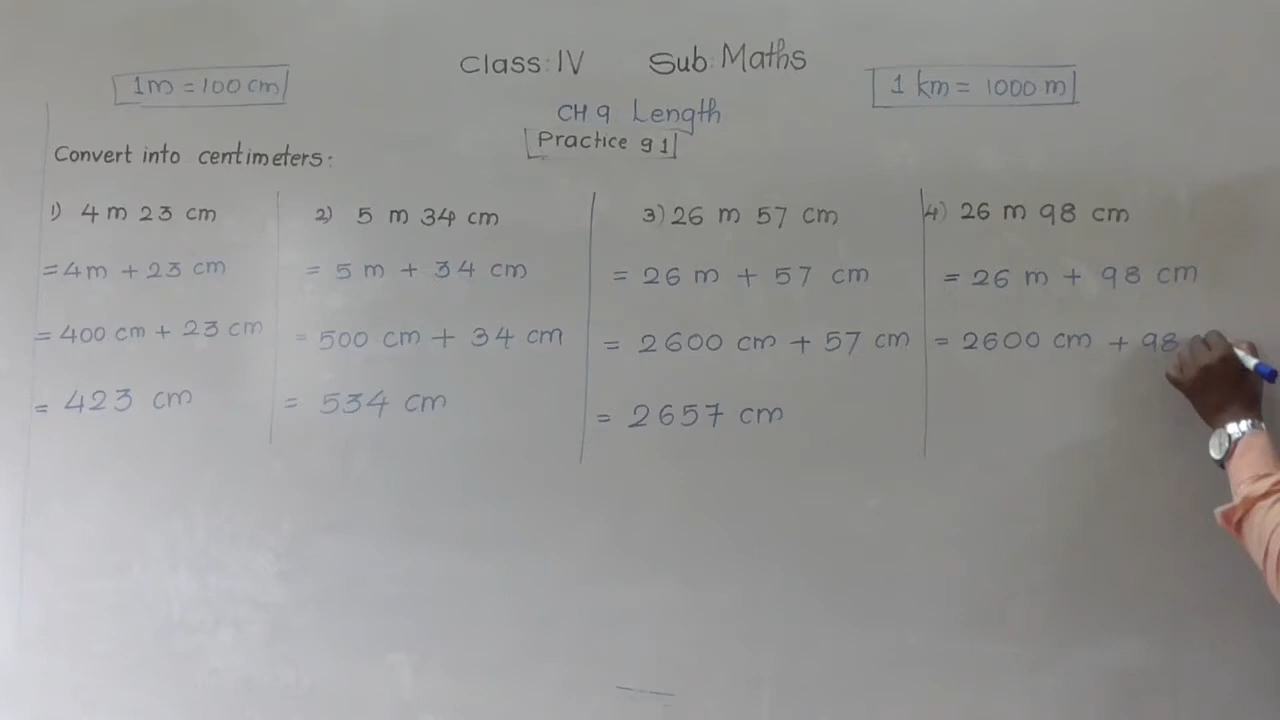 Class: IV Sub: Maths
1m = 100 cm
1 km = 1000 m
CH 9 Length
Practice 9 1
Convert into centimeters:
1) 4 m 23 cm
= 4m + 23 cm
= 400 cm + 23 cm
= 423 cm
2) 5 m 34 cm
= 5 m + 34 cm
= 500 cm + 34 cm
= 534 cm
3) 26 m 57 cm
= 26 m + 57 cm
= 2600 cm + 57 cm
= 2657 cm
4) 26 m 98 cm
= 26 m + 98 cm
= 2600 cm + 98